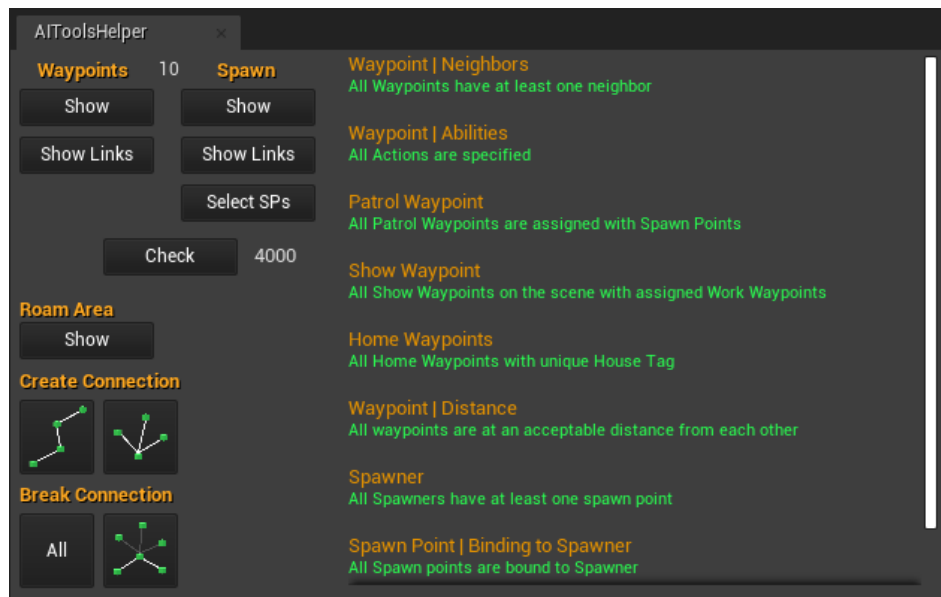 AIToolsHelper
Waypoints 10 Spawn
Show Show
Show Links Show Links
Select SPs
Check 4000
Roam Area
Show
Create Connection
Break Connection
All
Waypoint | Neighbors
All Waypoints have at least one neighbor
Waypoint | Abilities
All Actions are specified
Patrol Waypoint
All Patrol Waypoints are assigned with Spawn Points
Show Waypoint
All Show Waypoints on the scene with assigned Work Waypoints
Home Waypoints
All Home Waypoints with unique House Tag
Waypoint | Distance
All waypoints are at an acceptable distance from each other
Spawner
All Spawners have at least one spawn point
Spawn Point | Binding to Spawner
All Spawn points are bound to Spawner